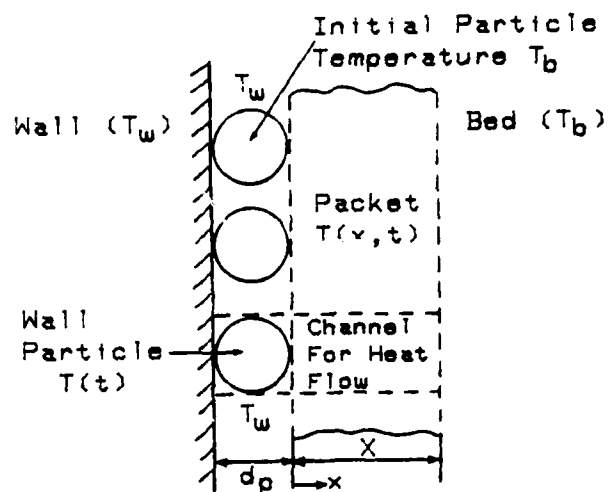 Initial Particle
Temperature T_b
T_w
Wall (T_w)
Bed (T_b)
Packet
T(x,t)
Wall
Particle
T(t)
Channel
For Heat
Flow
T_w
X
d_p
x